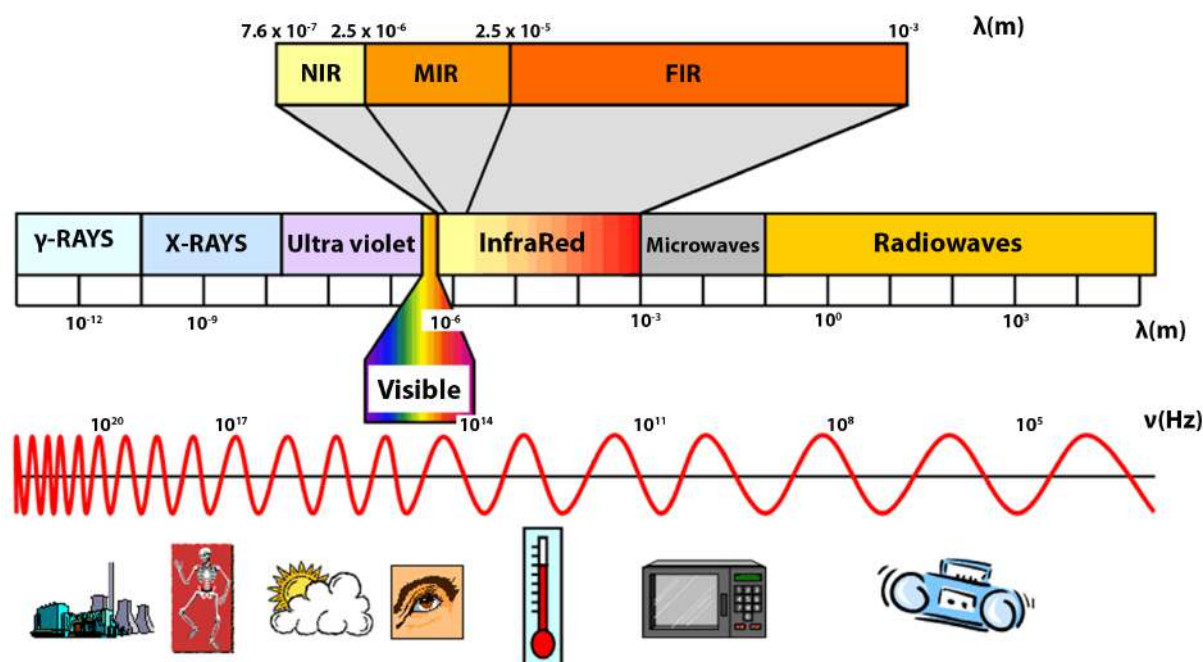 7.6 x 10⁻⁷ 2.5 x 10⁻⁶ 2.5 x 10⁻⁵ 10⁻³ λ(m)
NIR MIR FIR
γ-RAYS X-RAYS Ultra violet InfraRed Microwaves Radiowaves
10⁻¹² 10⁻⁹ 10⁻⁶ 10⁻³ 10⁰ 10³ λ(m)
Visible
10²⁰ 10¹⁷ 10¹⁴ 10¹¹ 10⁸ 10⁵ ν(Hz)